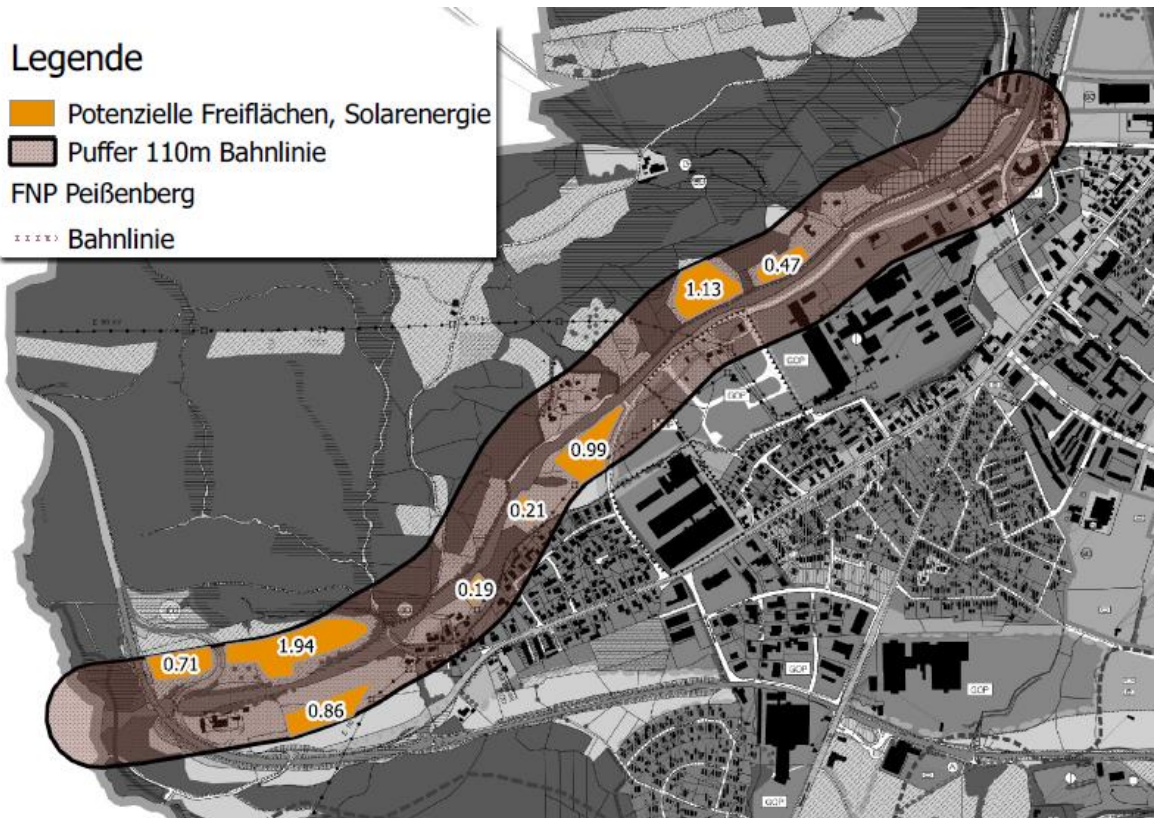 Legende
Potenzielle Freiflächen, Solarenergie
Puffer 110m Bahnlinie
FNP Peißenberg
Bahnlinie
0.47
1.13
GOP
GOP
0.99
0.21
0.19
1.94
0.71
0.86
GOP
GOP
GOP